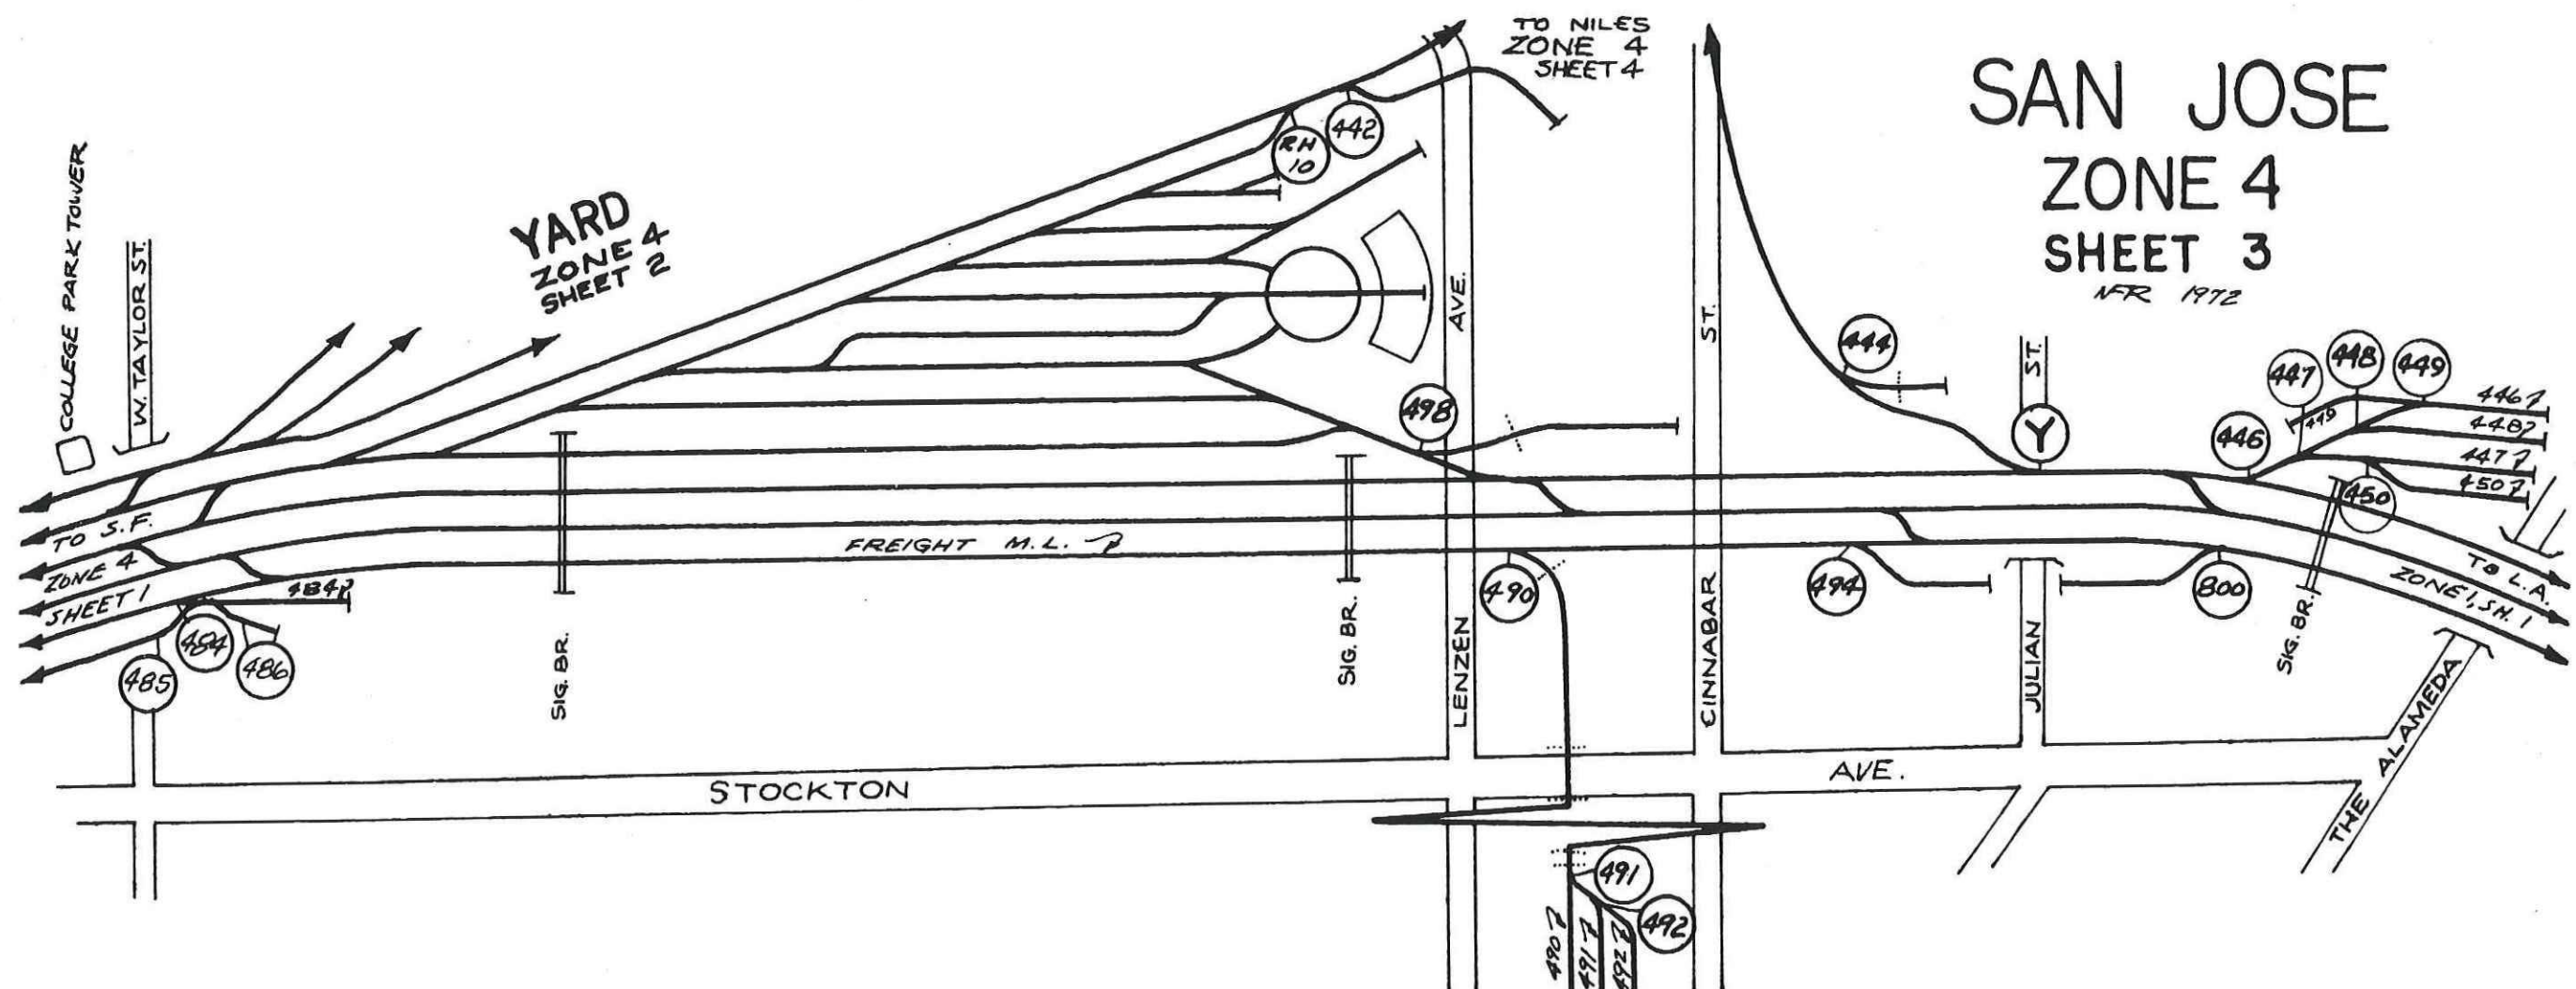 TO NILES
ZONE 4
SHEET 4
SAN JOSE
ZONE 4
SHEET 3
NFR 1972
COLLEGE PARK TOWER
W. TAYLOR ST.
YARD
ZONE 4
SHEET 2
RH
10
442
444
498
Y
446
447
448
449
450
449
446
448
447
450
TO S.F.
ZONE 4
SHEET 1
FREIGHT M.L.
484
484
485
486
490
494
800
SIG. BR.
SIG. BR.
SIG. BR.
TO L.A.
ZONE 1, SH. 1
LENZEN AVE.
CINNABAR ST.
JULIAN ST.
STOCKTON AVE.
THE ALAMEDA
491
492
490
491
492